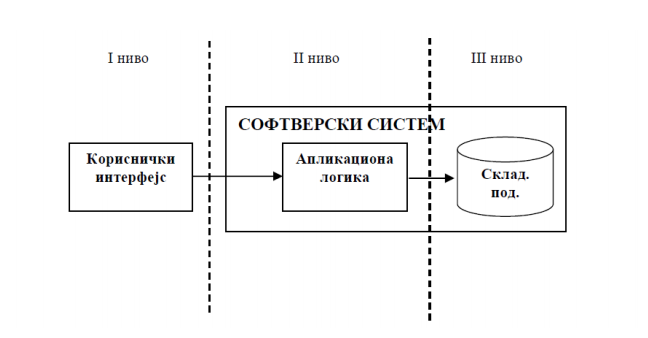 I ниво
II ниво
III ниво
СОФТВЕРСКИ СИСТЕМ
Кориснички
интерфејс
Апликациона
логика
Склад.
под.